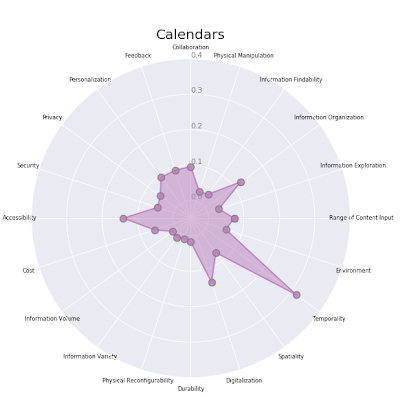 Calendars
Collaboration
Feedback
Physical Manipulation
0.4
Personalization
Information Findability
0.3
Privacy
Information Organization
0.2
Security
Information Exploration
0.1
0.0
Accessibility
Range of Content Input
Cost
Environment
Information Volume
Temporality
Information Variety
Spatiality
Physical Reconfigurability
Digitalization
Durability